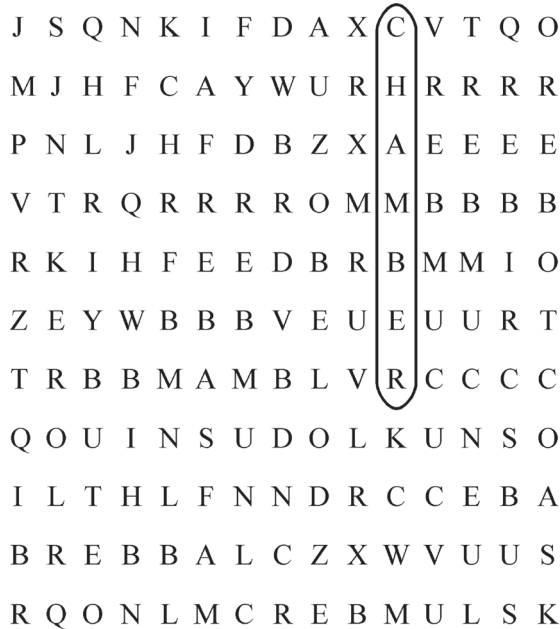 J S Q N K I F D A X C V T Q O
M J H F C A Y W U R H R R R R
P N L J H F D B Z X A E E E E
V T R Q R R R R O M M B B B B
R K I H F E E D B R B M M I O
Z E Y W B B B V E U E U U R T
T R B B M A M B L V R C C C C
Q O U I N S U D O L K U N S O
I L T H L F N N D R C C E B A
B R E B B A L C Z X W V U U S
R Q O N L M C R E B M U L S K